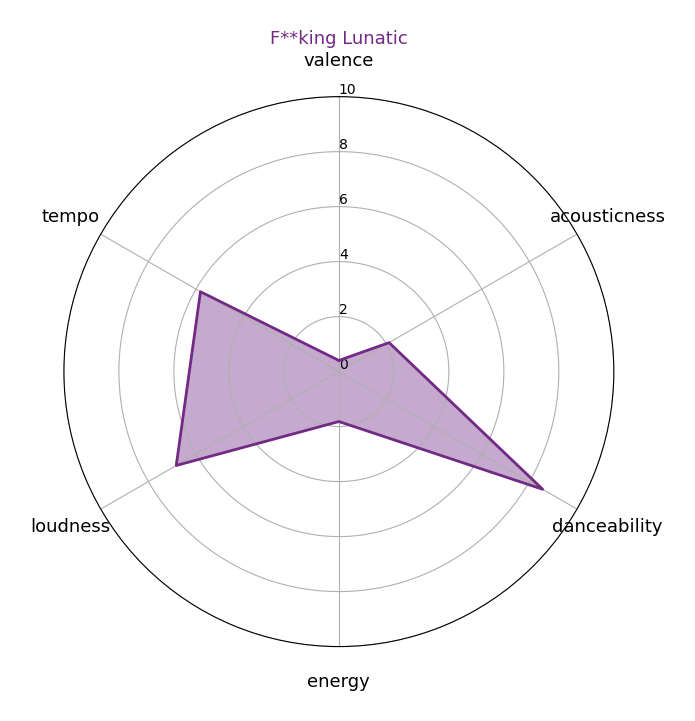 F**king Lunatic
valence
10
8
tempo
6
acousticness
4
2
0
loudness
danceability
energy